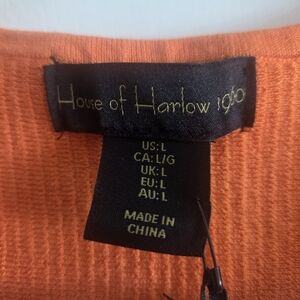 House of Harlow 1960
US: L
CA: L/G
UK: L
EU: L
AU: L
MADE IN
CHINA